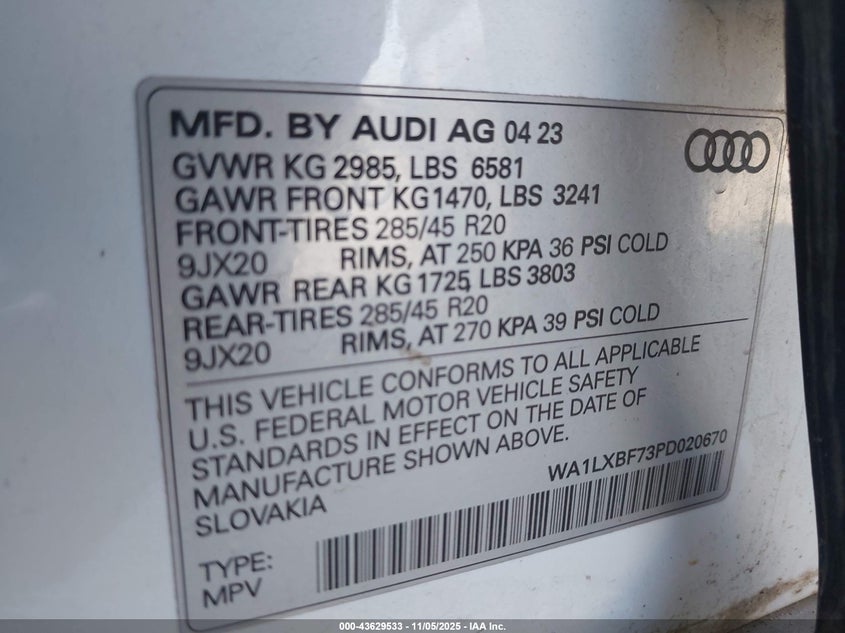 MFD. BY AUDI AG 04 23
GVWR KG 2985, LBS 6581
GAWR FRONT KG1470, LBS 3241
FRONT-TIRES 285/45 R20
9JX20 RIMS, AT 250 KPA 36 PSI COLD
GAWR REAR KG1725 LBS 3803
REAR-TIRES 285/45 R20
9JX20 RIMS, AT 270 KPA 39 PSI COLD
THIS VEHICLE CONFORMS TO ALL APPLICABLE
U.S. FEDERAL MOTOR VEHICLE SAFETY
STANDARDS IN EFFECT ON THE DATE OF
MANUFACTURE SHOWN ABOVE.
SLOVAKIA
WA1LXBF73PD020670
TYPE:
MPV
000-43629533 - 11/05/2025 - IAA Inc.